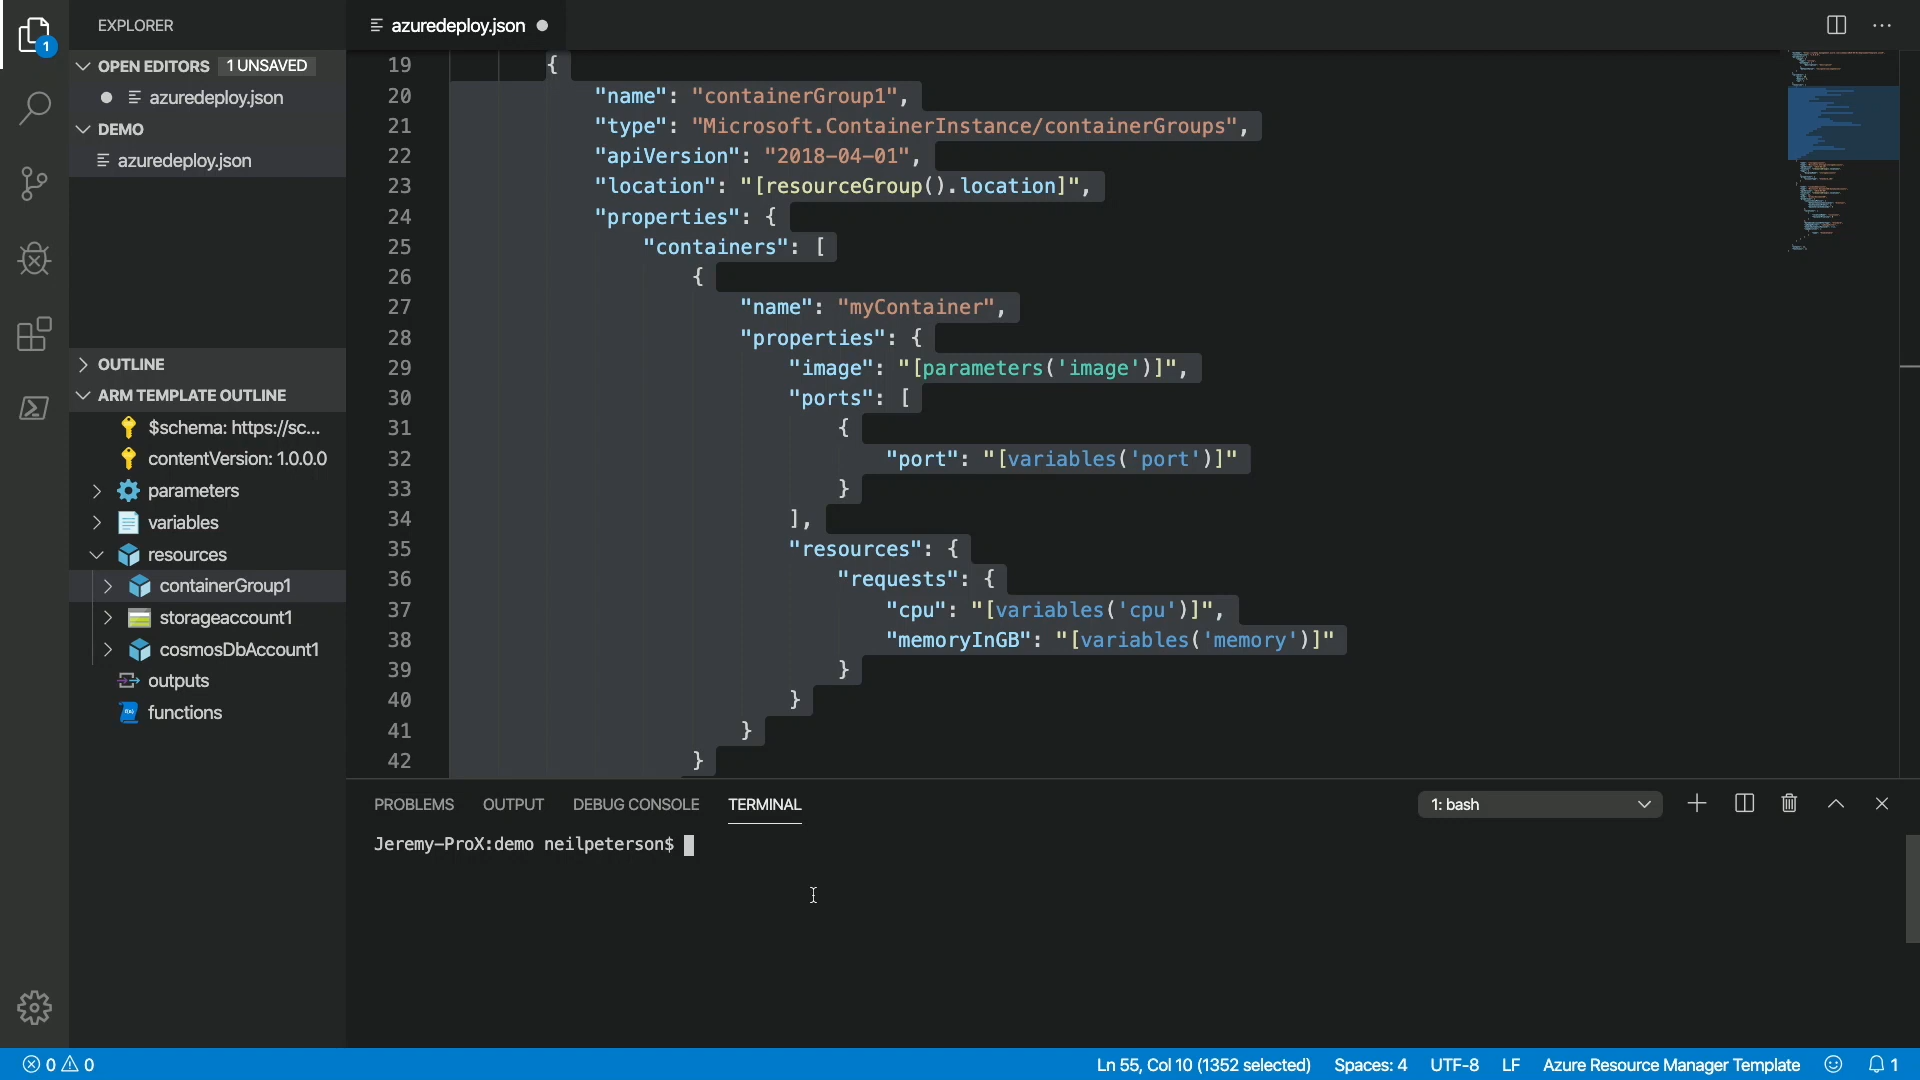 EXPLORER
1
OPEN EDITORS 1 UNSAVED
azuredeploy.json
DEMO
azuredeploy.json
OUTLINE
ARM TEMPLATE OUTLINE
$schema: https://sc...
contentVersion: 1.0.0.0
parameters
variables
resources
containerGroup1
storageaccount1
cosmosDbAccount1
outputs
functions
azuredeploy.json
19 {
20 "name": "containerGroup1",
21 "type": "Microsoft.ContainerInstance/containerGroups",
22 "apiVersion": "2018-04-01",
23 "location": "[resourceGroup().location]",
24 "properties": {
25 "containers": [
26 {
27 "name": "myContainer",
28 "properties": {
29 "image": "[parameters('image')]",
30 "ports": [
31 {
32 "port": "[variables('port')]"
33 }
34 ],
35 "resources": {
36 "requests": {
37 "cpu": "[variables('cpu')]",
38 "memoryInGB": "[variables('memory')]"
39 }
40 }
41 }
42 }
PROBLEMS OUTPUT DEBUG CONSOLE TERMINAL 1: bash
Jeremy-ProX:demo neilpeterson$
0 0 Ln 55, Col 10 (1352 selected) Spaces: 4 UTF-8 LF Azure Resource Manager Template 1